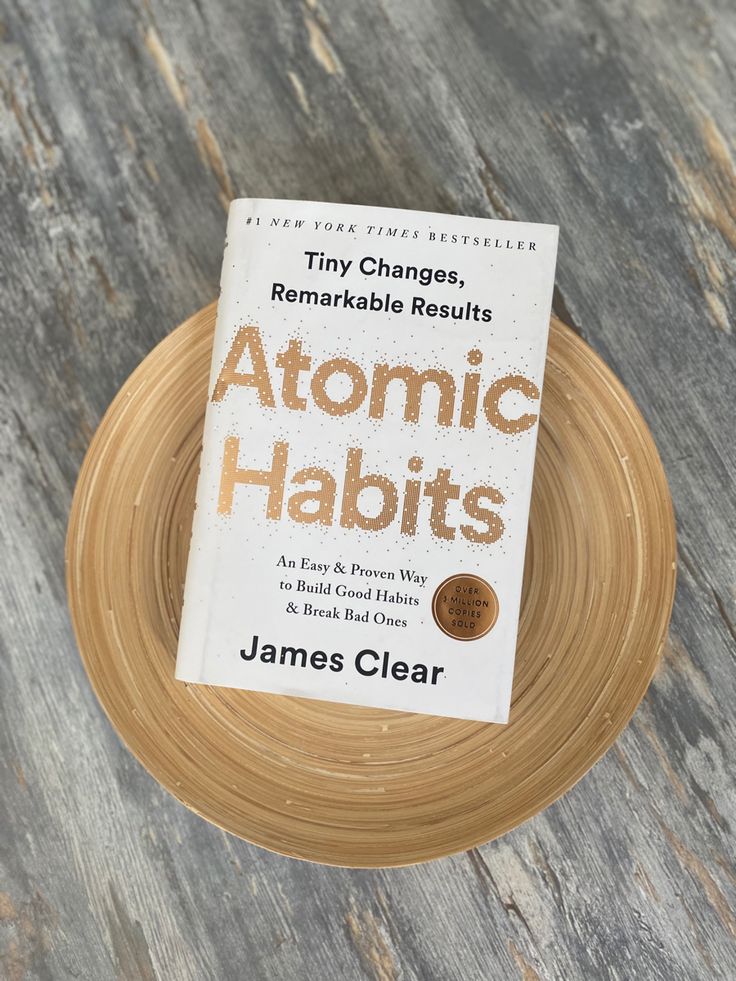 #1 NEW YORK TIMES BESTSELLER
Tiny Changes,
Remarkable Results
Atomic
Habits
An Easy & Proven Way
to Build Good Habits
& Break Bad Ones
OVER
3 MILLION
COPIES
SOLD
James Clear